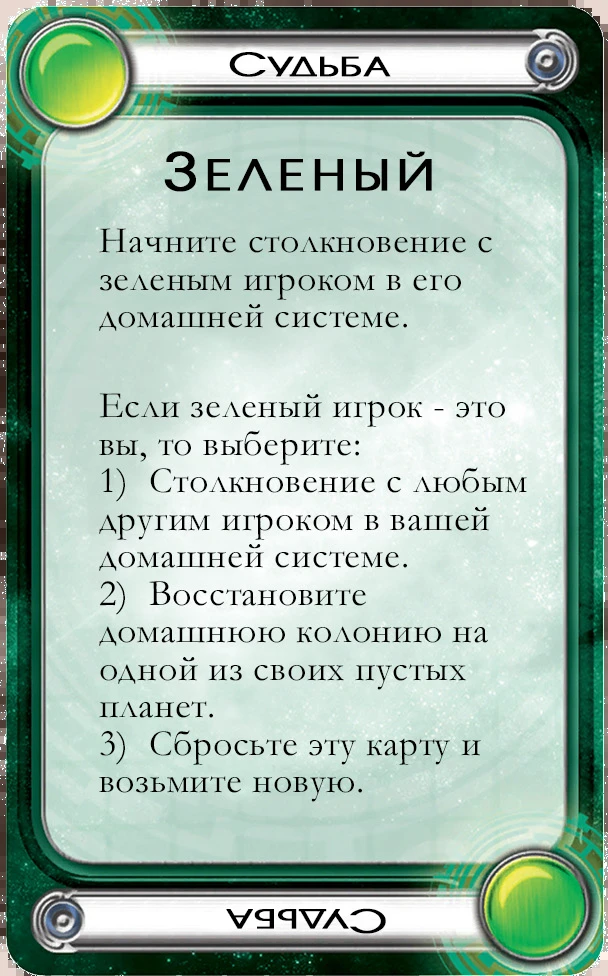 Судьба
Зеленый
Начните столкновение с
зеленым игроком в его
домашней системе.
Если зеленый игрок - это
вы, то выберите:
1) Столкновение с любым
другим игроком в вашей
домашней системе.
2) Восстановите
домашнюю колонию на
одной из своих пустых
планет.
3) Сбросьте эту карту и
возьмите новую.
Судьба